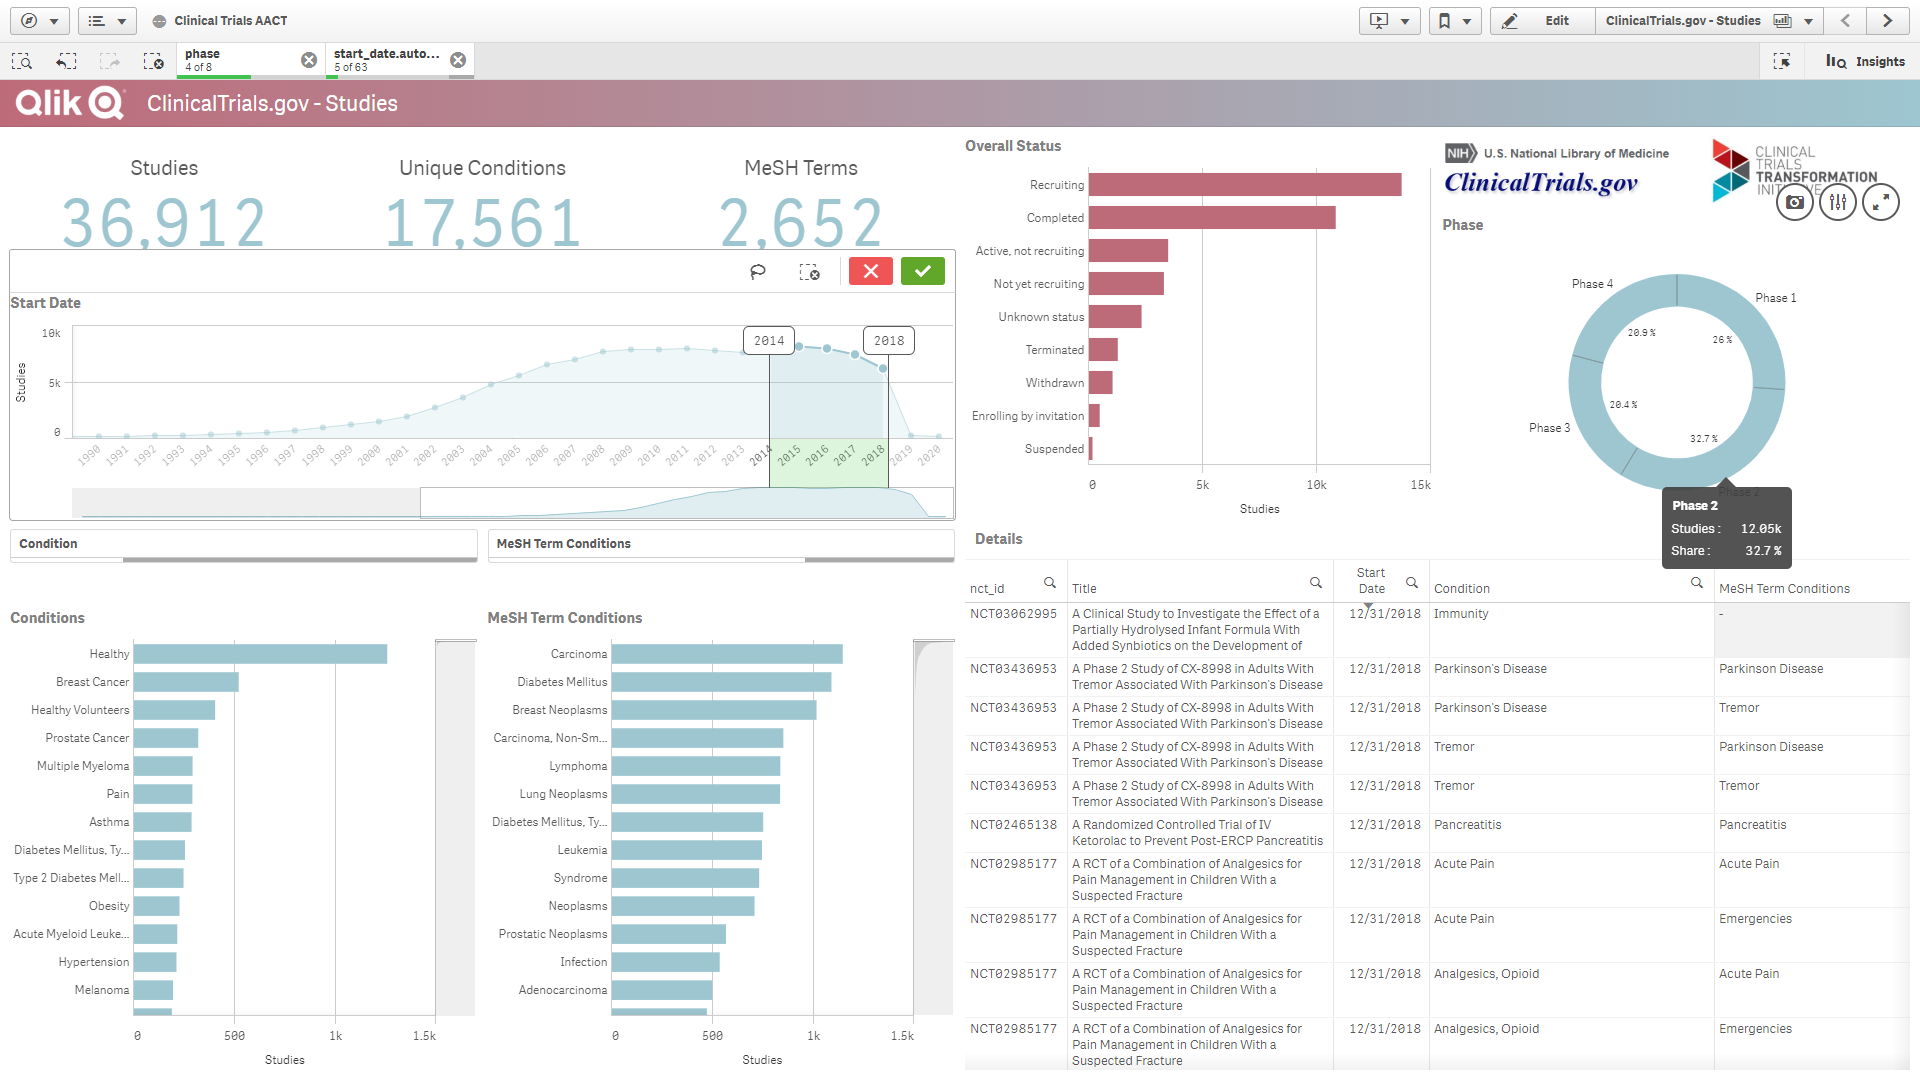 Clinical Trials AACT
Edit
ClinicalTrials.gov - Studies
phase
4 of 8
start_date.auto...
5 of 63
Insights
Qlik
ClinicalTrials.gov - Studies
Studies
36,912
Unique Conditions
17,561
MeSH Terms
2,652
Start Date
10k
5k
0
Studies
2014
2018
1990
1991
1992
1993
1994
1995
1996
1997
1998
1999
2000
2001
2002
2003
2004
2005
2006
2007
2008
2009
2010
2011
2012
2013
2014
2015
2016
2017
2018
2019
2020
Condition
MeSH Term Conditions
Conditions
Healthy
Breast Cancer
Healthy Volunteers
Prostate Cancer
Multiple Myeloma
Pain
Asthma
Diabetes Mellitus, Ty...
Type 2 Diabetes Mell...
Obesity
Acute Myeloid Leuke...
Hypertension
Melanoma
0
500
1k
1.5k
Studies
MeSH Term Conditions
Carcinoma
Diabetes Mellitus
Breast Neoplasms
Carcinoma, Non-Sm...
Lymphoma
Lung Neoplasms
Diabetes Mellitus, Ty...
Leukemia
Syndrome
Neoplasms
Prostatic Neoplasms
Infection
Adenocarcinoma
0
500
1k
1.5k
Studies
Overall Status
Recruiting
Completed
Active, not recruiting
Not yet recruiting
Unknown status
Terminated
Withdrawn
Enrolling by invitation
Suspended
0
5k
10k
15k
Studies
NIH U.S. National Library of Medicine
ClinicalTrials.gov
CLINICAL
TRIALS
TRANSFORMATION
Phase
Phase 4
Phase 1
20.9 %
26 %
20.4 %
Phase 3
32.7 %
Phase 2
Phase 2
Studies : 12.05k
Share : 32.7 %
Details
nct_id Title Start Date Condition MeSH Term Conditions
NCT03062995 A Clinical Study to Investigate the Effect of a 12/31/2018 Immunity -
Partially Hydrolysed Infant Formula With
Added Synbiotics on the Development of
NCT03436953 A Phase 2 Study of CX-8998 in Adults With 12/31/2018 Parkinson's Disease Parkinson Disease
Tremor Associated With Parkinson's Disease
NCT03436953 A Phase 2 Study of CX-8998 in Adults With 12/31/2018 Parkinson's Disease Tremor
Tremor Associated With Parkinson's Disease
NCT03436953 A Phase 2 Study of CX-8998 in Adults With 12/31/2018 Tremor Parkinson Disease
Tremor Associated With Parkinson's Disease
NCT03436953 A Phase 2 Study of CX-8998 in Adults With 12/31/2018 Tremor Tremor
Tremor Associated With Parkinson's Disease
NCT02465138 A Randomized Controlled Trial of IV 12/31/2018 Pancreatitis Pancreatitis
Ketorolac to Prevent Post-ERCP Pancreatitis
NCT02985177 A RCT of a Combination of Analgesics for 12/31/2018 Acute Pain Acute Pain
Pain Management in Children With a
Suspected Fracture
NCT02985177 A RCT of a Combination of Analgesics for 12/31/2018 Acute Pain Emergencies
Pain Management in Children With a
Suspected Fracture
NCT02985177 A RCT of a Combination of Analgesics for 12/31/2018 Analgesics, Opioid Acute Pain
Pain Management in Children With a
Suspected Fracture
NCT02985177 A RCT of a Combination of Analgesics for 12/31/2018 Analgesics, Opioid Emergencies
Pain Management in Children With a
Suspected Fracture